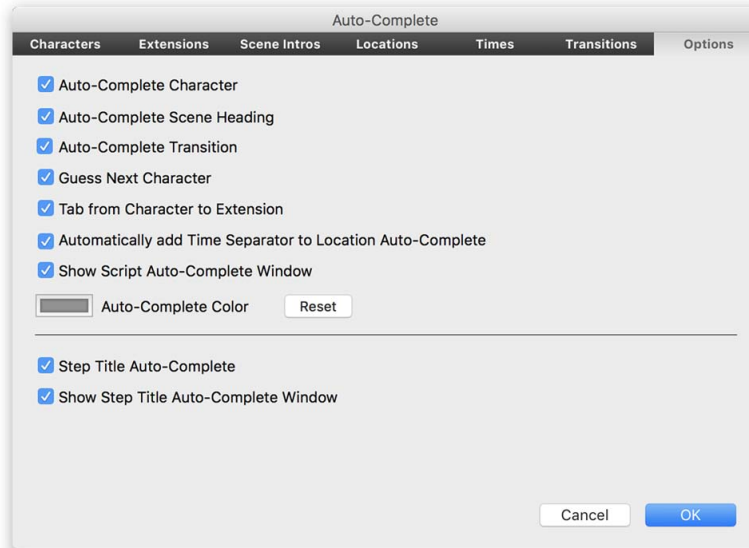 Auto-Complete
Characters Extensions Scene Intros Locations Times Transitions Options
Auto-Complete Character
Auto-Complete Scene Heading
Auto-Complete Transition
Guess Next Character
Tab from Character to Extension
Automatically add Time Separator to Location Auto-Complete
Show Script Auto-Complete Window
Auto-Complete Color Reset
Step Title Auto-Complete
Show Step Title Auto-Complete Window
Cancel OK